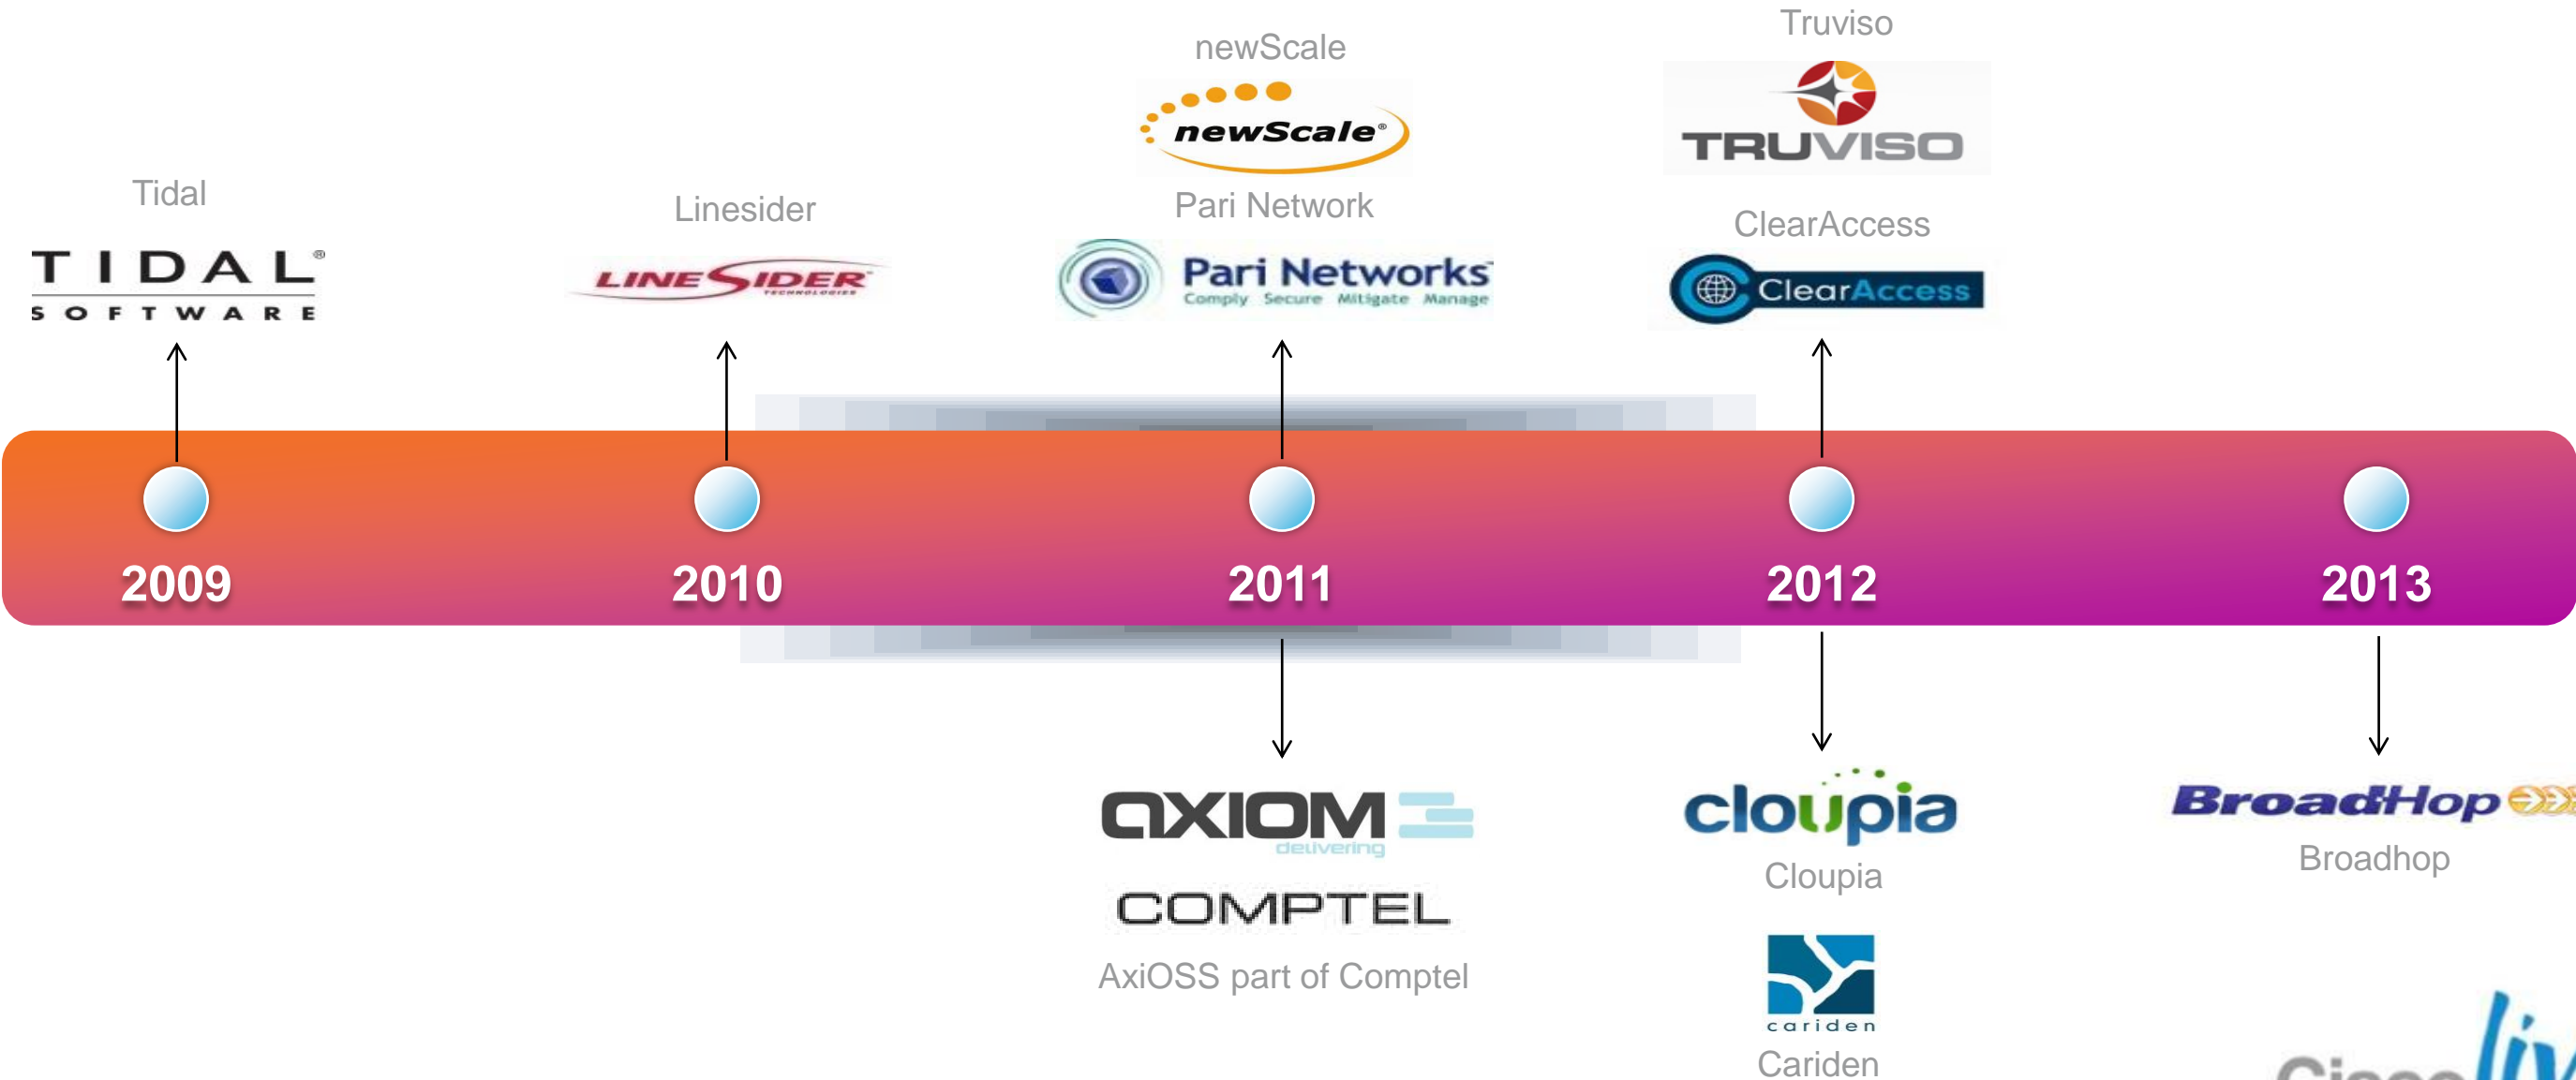 Tidal
TIDAL®
SOFTWARE
Linesider
LINESIDER
TECHNOLOGIES
newScale
newScale®
Pari Network
Pari Networks
Comply Secure Mitigate Manage
Truviso
TRUVISO
ClearAccess
ClearAccess
2009
2010
2011
2012
2013
AXIOM
delivering
COMPTEL
AxiOSS part of Comptel
cloupia
Cloupia
cariden
Cariden
BroadHop
Broadhop